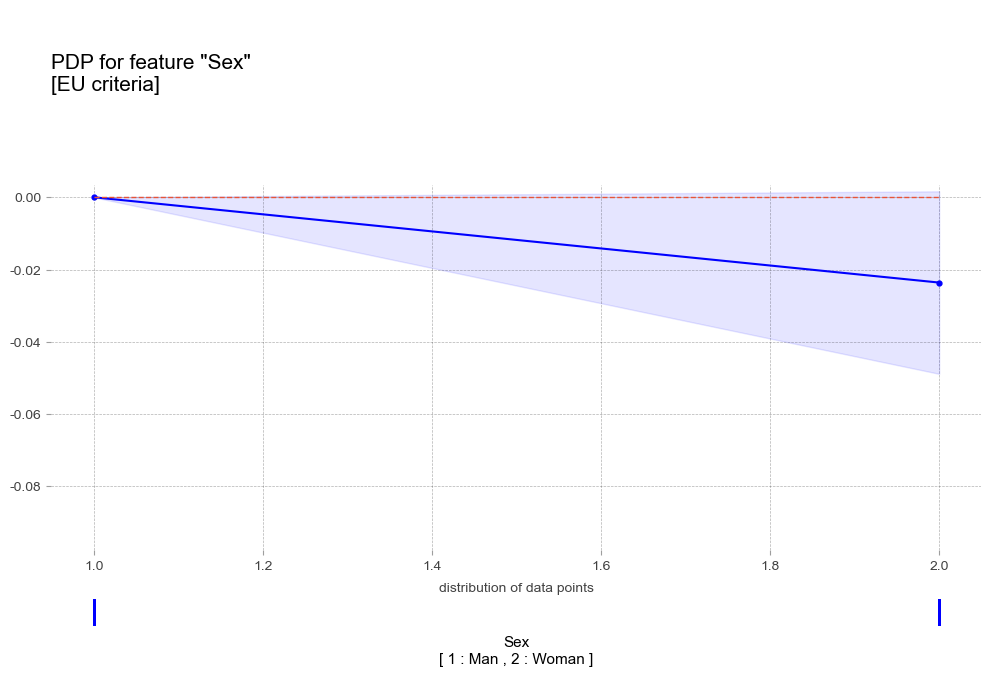 PDP for feature "Sex"
[EU criteria]
0.00
-0.02
-0.04
-0.06
-0.08
1.0 1.2 1.4 1.6 1.8 2.0
distribution of data points
Sex
[ 1 : Man , 2 : Woman ]